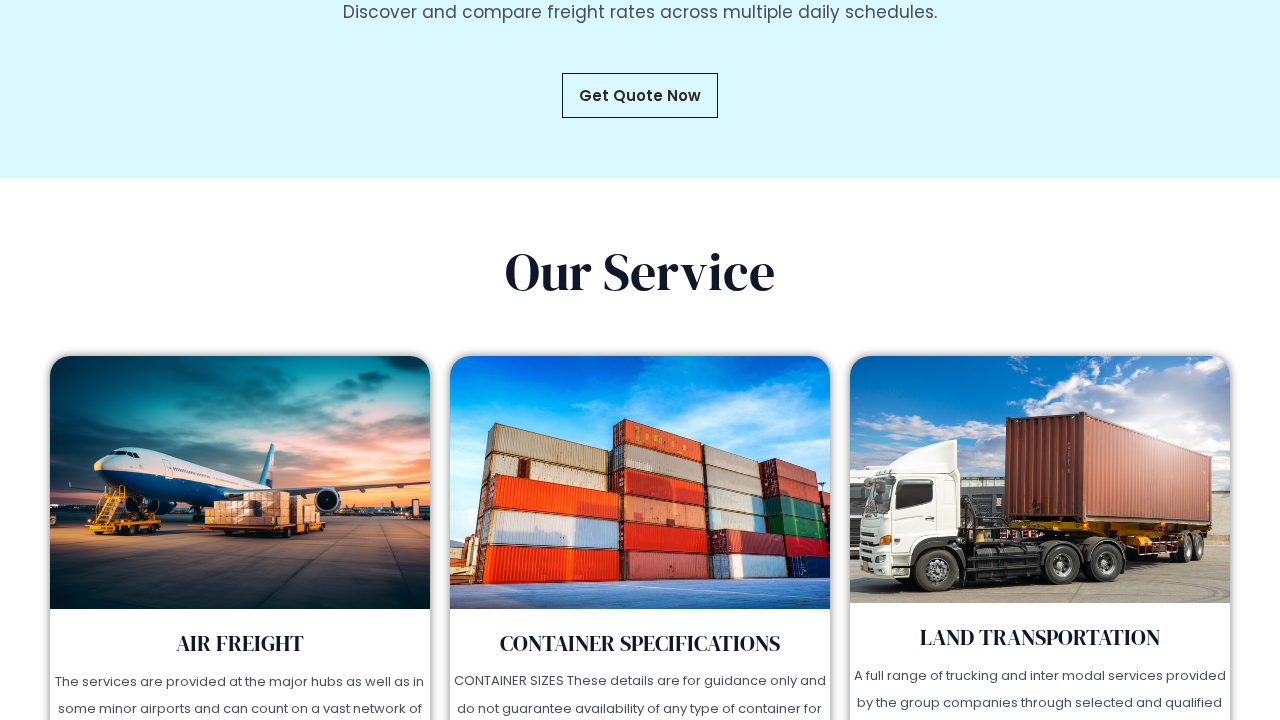 Discover and compare freight rates across multiple daily schedules.
Get Quote Now
Our Service
AIR FREIGHT
The services are provided at the major hubs as well as in
some minor airports and can count on a vast network of
CONTAINER SPECIFICATIONS
CONTAINER SIZES These details are for guidance only and
do not guarantee availability of any type of container for
LAND TRANSPORTATION
A full range of trucking and inter modal services provided
by the group companies through selected and qualified